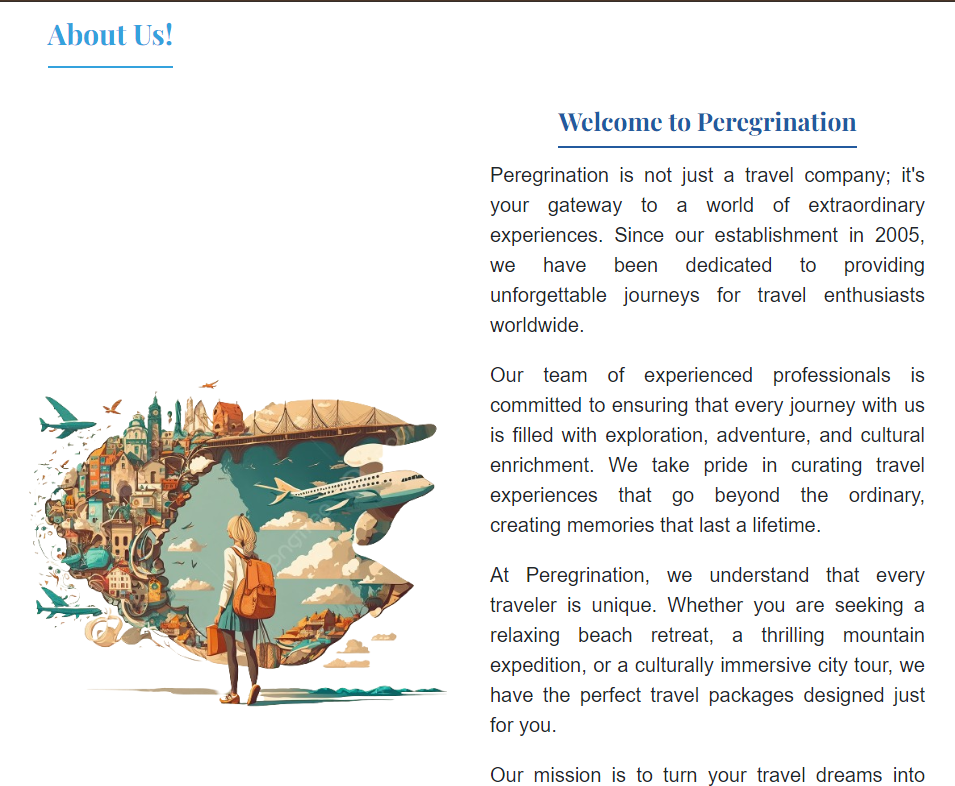 About Us!
Welcome to Peregrination
Peregrination is not just a travel company; it's
your gateway to a world of extraordinary
experiences. Since our establishment in 2005,
we have been dedicated to providing
unforgettable journeys for travel enthusiasts
worldwide.
Our team of experienced professionals is
committed to ensuring that every journey with us
is filled with exploration, adventure, and cultural
enrichment. We take pride in curating travel
experiences that go beyond the ordinary,
creating memories that last a lifetime.
At Peregrination, we understand that every
traveler is unique. Whether you are seeking a
relaxing beach retreat, a thrilling mountain
expedition, or a culturally immersive city tour, we
have the perfect travel packages designed just
for you.
Our mission is to turn your travel dreams into